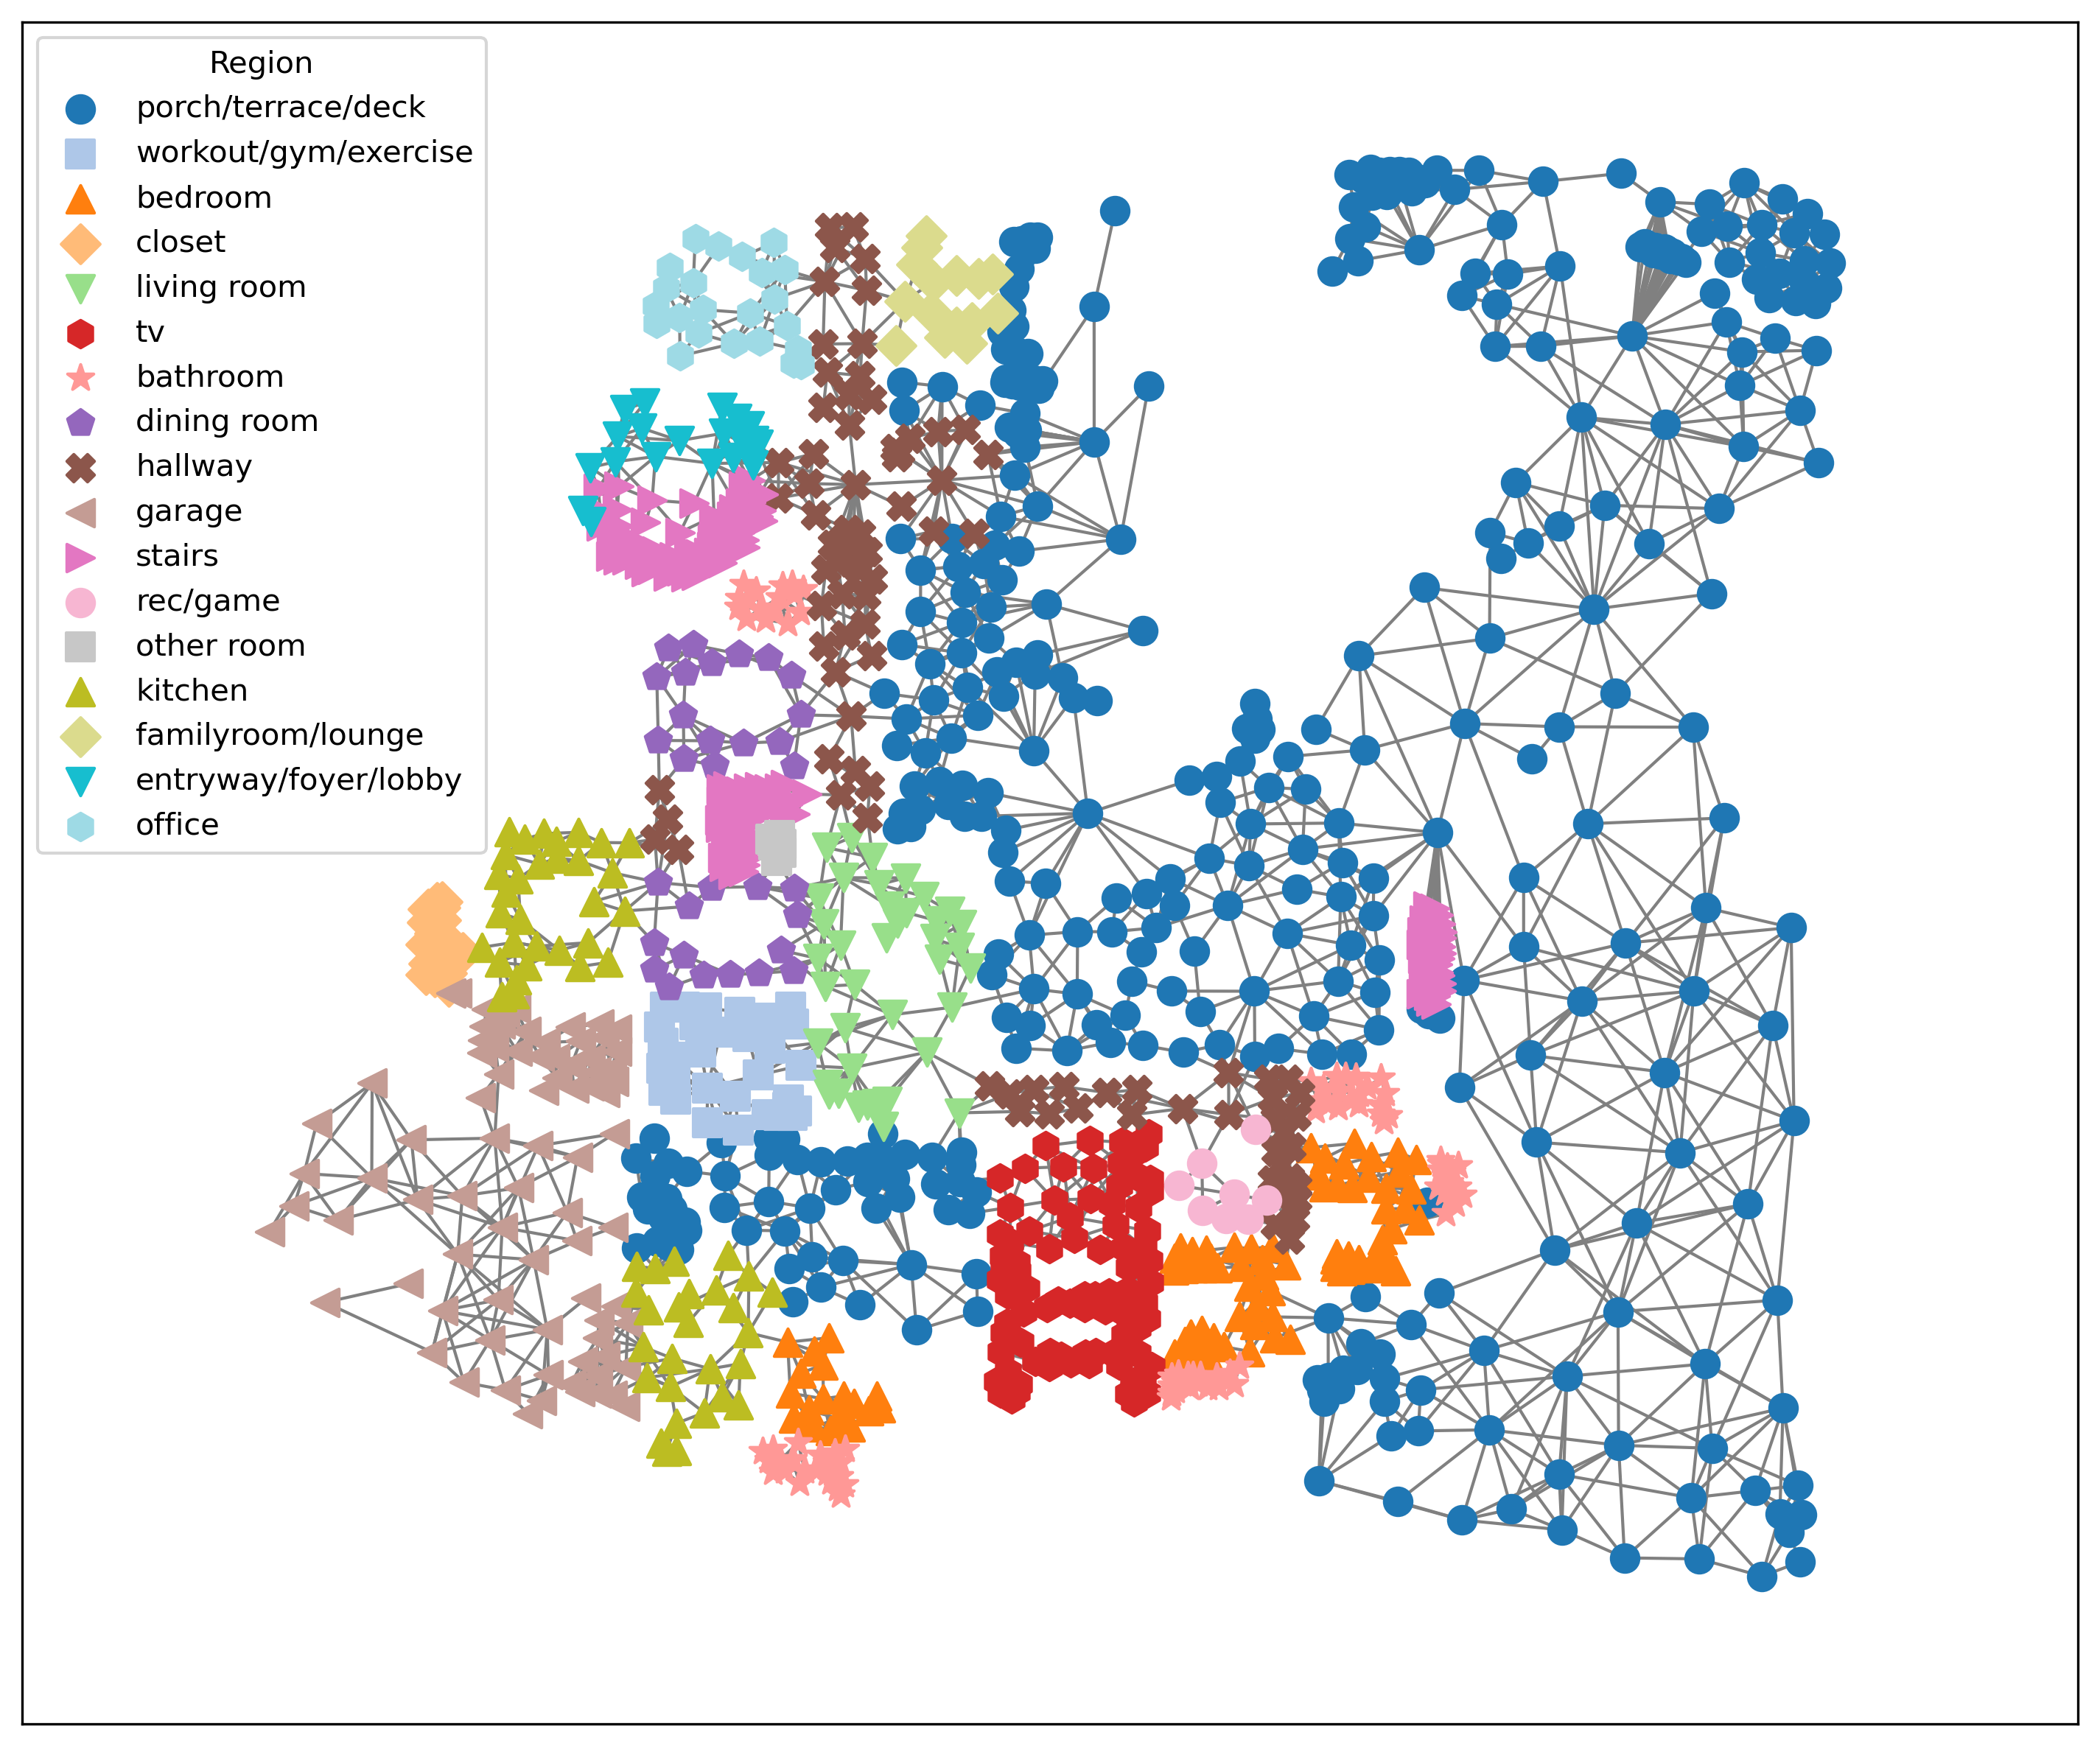 Region
porch/terrace/deck
workout/gym/exercise
bedroom
closet
living room
tv
bathroom
dining room
hallway
garage
stairs
rec/game
other room
kitchen
familyroom/lounge
entryway/foyer/lobby
office